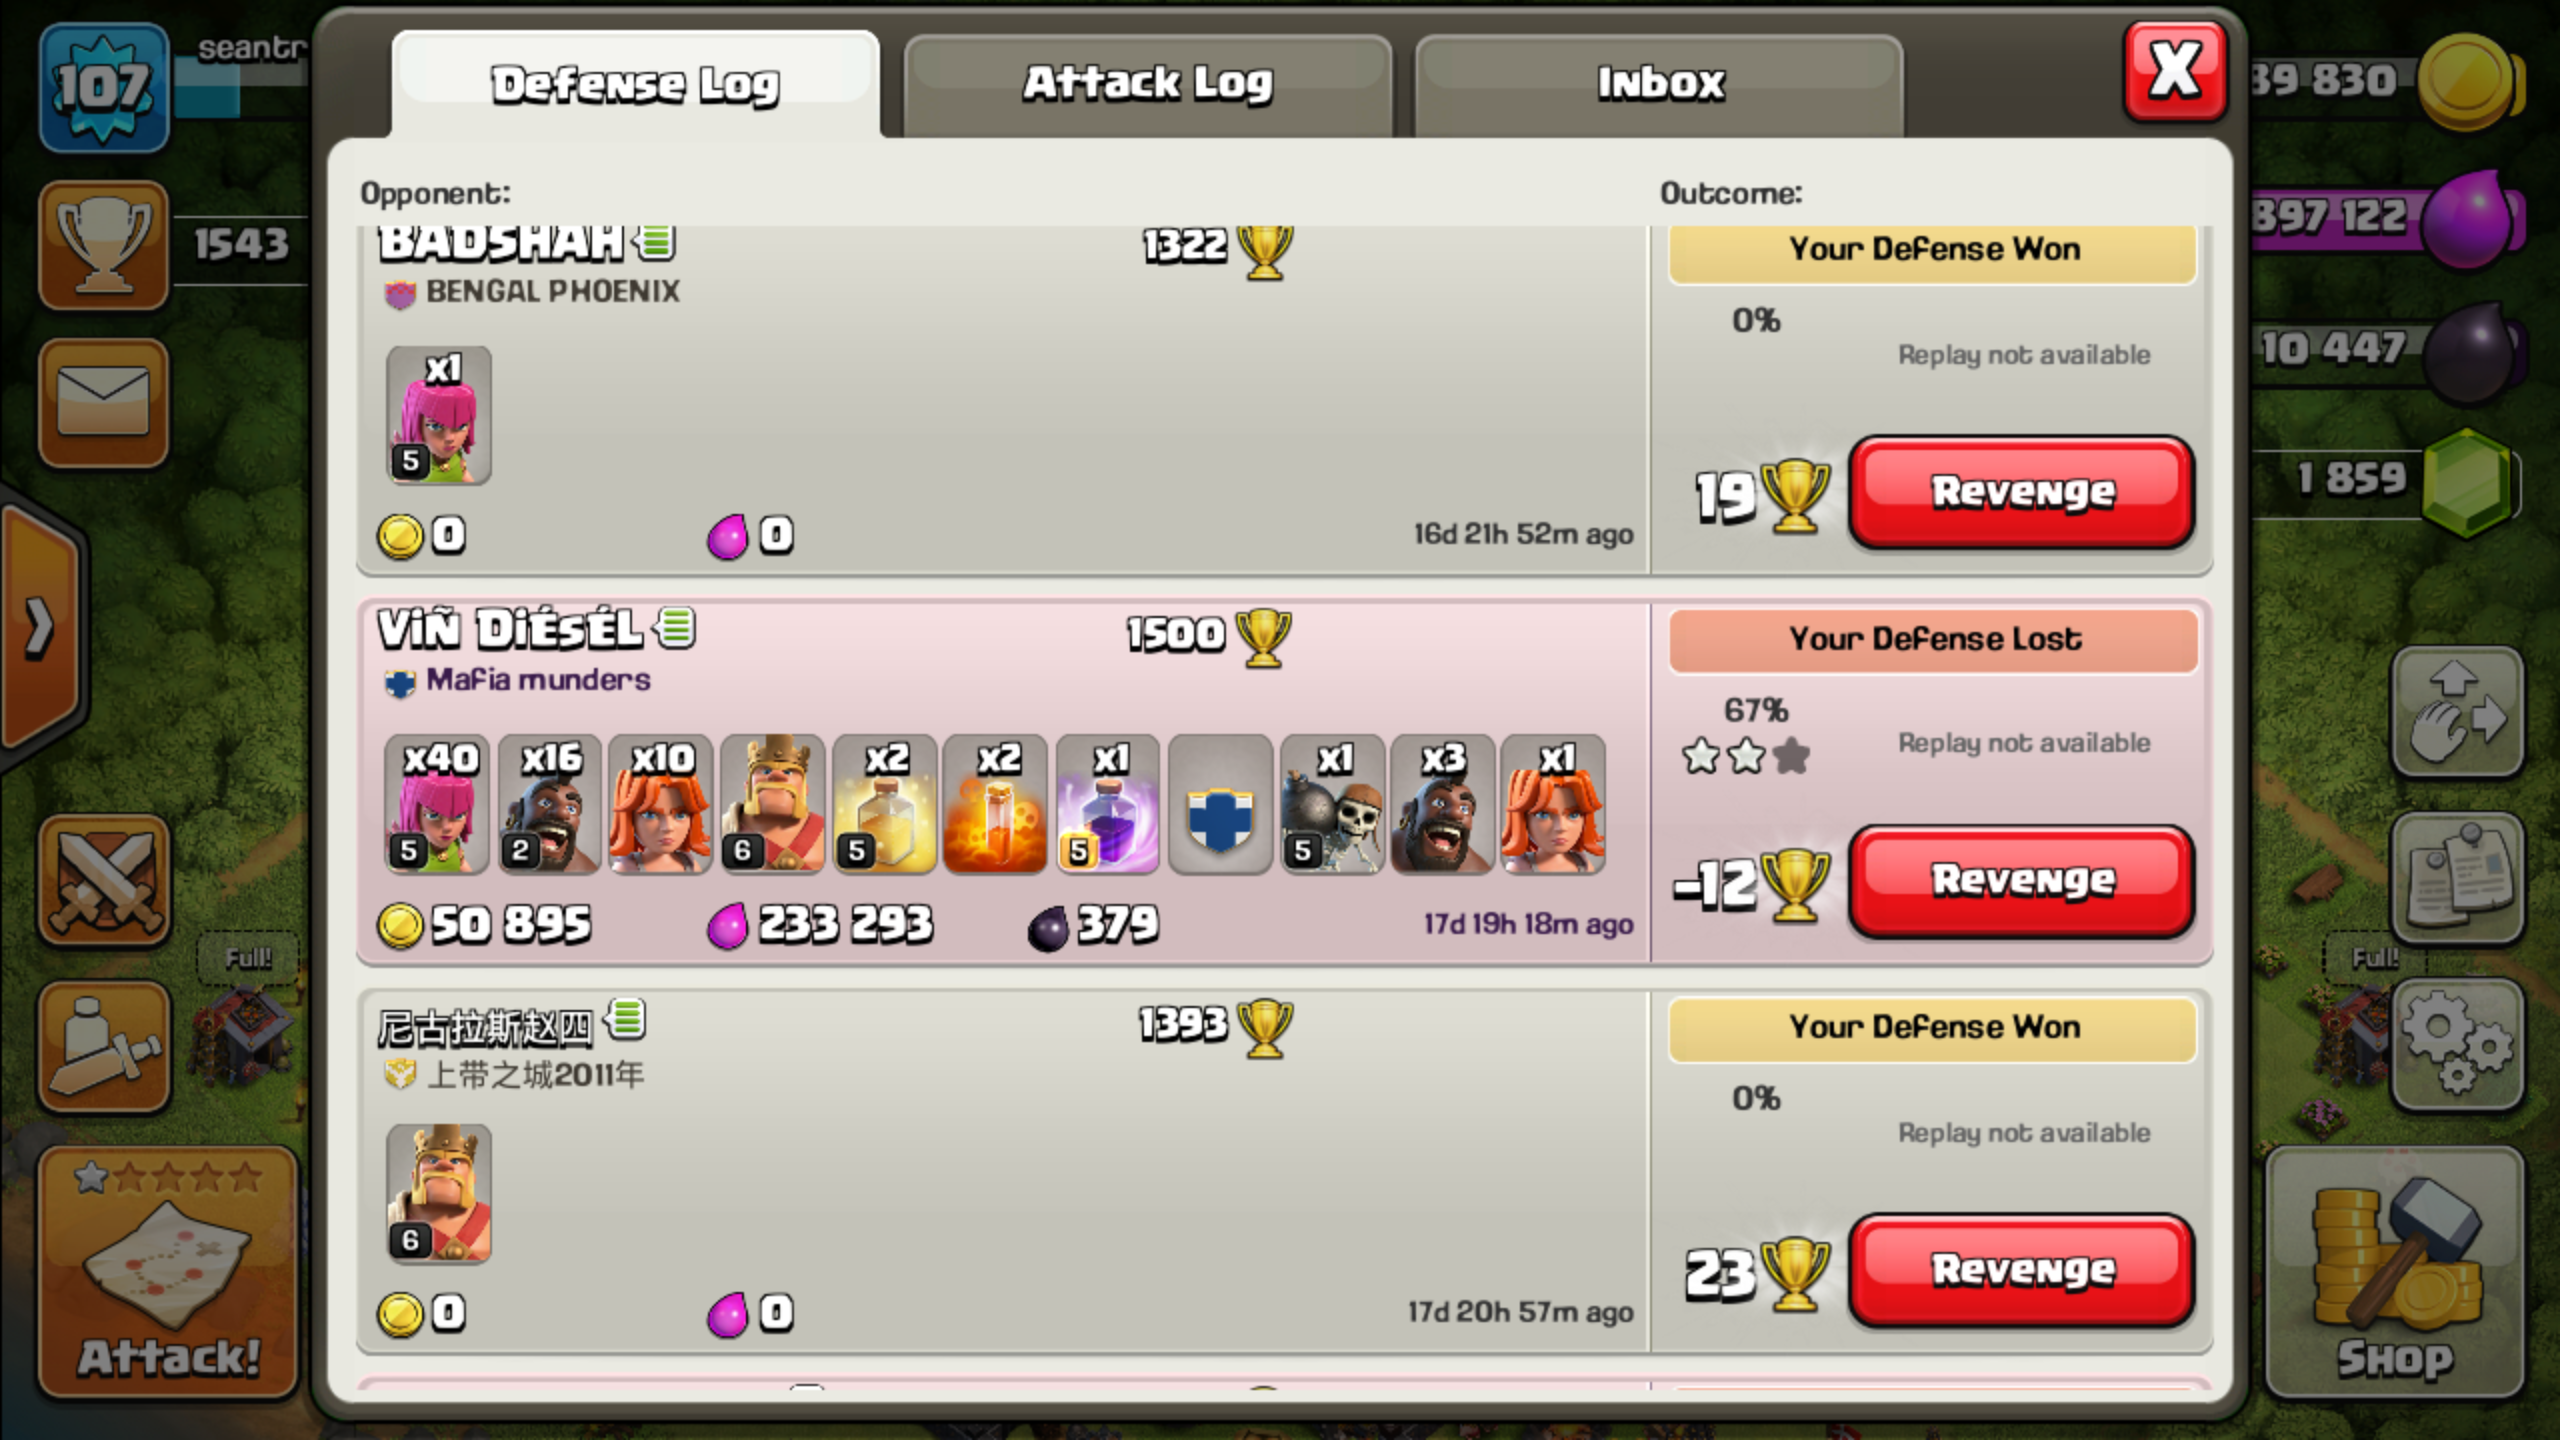 107
seantr
Defense Log
Attack Log
Inbox
X
39 830
1543
897 122
10 447
1 859
Opponent:
Outcome:
BADSHAH
1322
Your Defense Won
BENGAL PHOENIX
0%
Replay not available
x1
5
19
Revenge
0
0
16d 21h 52m ago
VIÑ DIÉSÉL
1500
Your Defense Lost
Mafia munders
67%
Replay not available
x40 x16 x10 x2 x2 x1 x1 x3 x1
5 2 6 5 5 5
-12
Revenge
50 895
233 293
379
17d 19h 18m ago
尼古拉斯赵四
1393
Your Defense Won
上带之城2011年
0%
Replay not available
6
23
Revenge
0
0
17d 20h 57m ago
Full!
Full!
Attack!
Shop